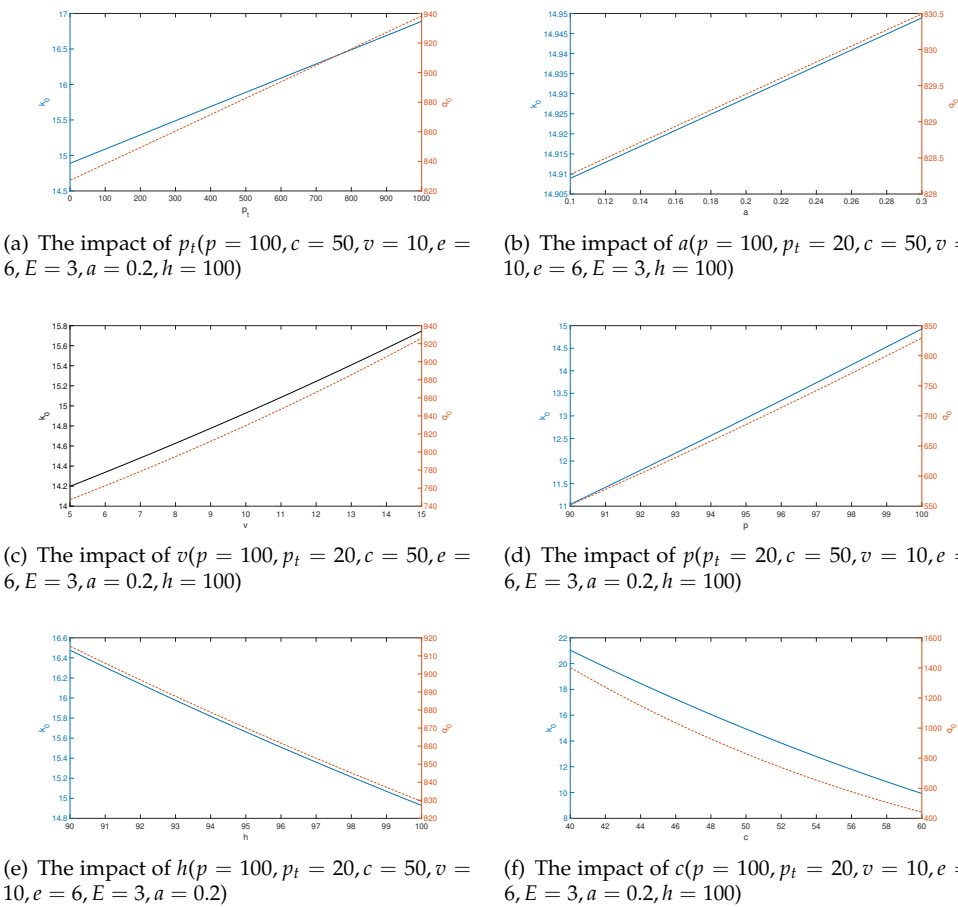 17
16.5
16
15.5
15
14.5
k0
940
920
900
880
860
840
820
q0
0 100 200 300 400 500 600 700 800 900 1000
pt
14.95
14.945
14.94
14.935
14.93
14.925
14.92
14.915
14.91
14.905
k0
830.5
830
829.5
829
828.5
828
q0
0.1 0.12 0.14 0.16 0.18 0.2 0.22 0.24 0.26 0.28 0.3
a
(a) The impact of pt(p = 100, c = 50, v = 10, e =
6, E = 3, a = 0.2, h = 100)
(b) The impact of a(p = 100, pt = 20, c = 50, v =
10, e = 6, E = 3, h = 100)
15.8
15.6
15.4
15.2
15
14.8
14.6
14.4
14.2
14
k0
940
920
900
880
860
840
820
800
780
760
740
q0
5 6 7 8 9 10 11 12 13 14 15
v
15
14.5
14
13.5
13
12.5
12
11.5
11
k0
850
800
750
700
650
600
550
q0
90 91 92 93 94 95 96 97 98 99 100
p
(c) The impact of v(p = 100, pt = 20, c = 50, e =
6, E = 3, a = 0.2, h = 100)
(d) The impact of p(pt = 20, c = 50, v = 10, e =
6, E = 3, a = 0.2, h = 100)
16.6
16.4
16.2
16
15.8
15.6
15.4
15.2
15
14.8
k0
920
910
900
890
880
870
860
850
840
830
820
q0
90 91 92 93 94 95 96 97 98 99 100
h
22
20
18
16
14
12
10
8
k0
1600
1400
1200
1000
800
600
400
q0
40 42 44 46 48 50 52 54 56 58 60
c
(e) The impact of h(p = 100, pt = 20, c = 50, v =
10, e = 6, E = 3, a = 0.2)
(f) The impact of c(p = 100, pt = 20, v = 10, e =
6, E = 3, a = 0.2, h = 100)